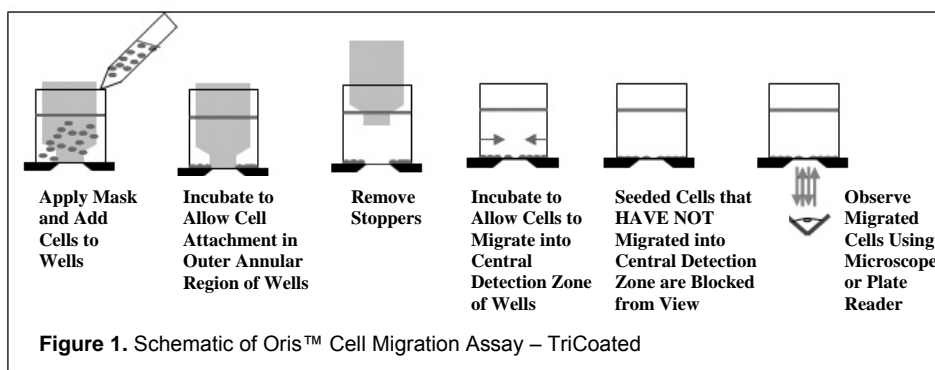 Apply Mask
and Add
Cells to
Wells
Incubate to
Allow Cell
Attachment in
Outer Annular
Region of Wells
Remove
Stoppers
Incubate to
Allow Cells to
Migrate into
Central
Detection Zone
of Wells
Seeded Cells that
HAVE NOT
Migrated into
Central Detection
Zone are Blocked
from View
Observe
Migrated
Cells Using
Microscope
or Plate
Reader
Figure 1. Schematic of Oris™ Cell Migration Assay – TriCoated